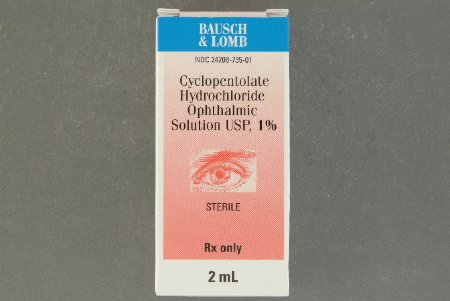 BAUSCH
& LOMB
NDC 24208-735-01
Cyclopentolate
Hydrochloride
Ophthalmic
Solution USP, 1%
STERILE
Rx only
2 mL